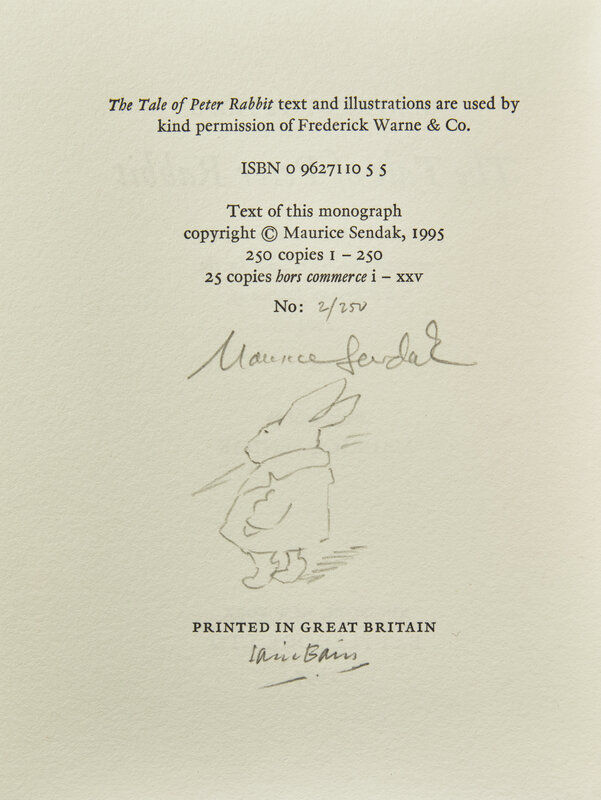 The Tale of Peter Rabbit text and illustrations are used by
kind permission of Frederick Warne & Co.
ISBN 0 9627110 5 5
Text of this monograph
copyright © Maurice Sendak, 1995
250 copies 1 – 250
25 copies hors commerce i – xxv
No: 2/250
Maurice Sendak
PRINTED IN GREAT BRITAIN
Iain Bain